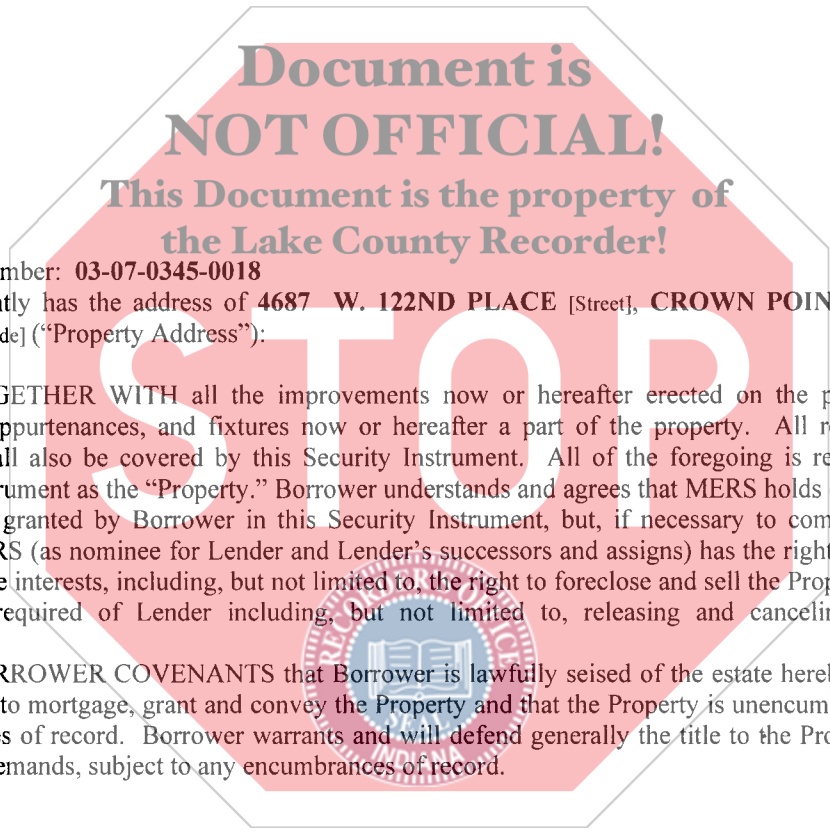 Document is
NOT OFFICIAL!
This Document is the property of
the Lake County Recorder!
mber: 03-07-0345-0018
tly has the address of 4687 W. 122ND PLACE [Street], CROWN POIN
de] ("Property Address"):
GETHER WITH all the improvements now or hereafter erected on the p
ppurtenances, and fixtures now or hereafter a part of the property. All r
all also be covered by this Security Instrument. All of the foregoing is re
rument as the "Property." Borrower understands and agrees that MERS holds
granted by Borrower in this Security Instrument, but, if necessary to com
RS (as nominee for Lender and Lender's successors and assigns) has the right
e interests, including, but not limited to, the right to foreclose and sell the Prop
required of Lender including, but not limited to, releasing and cancelin
RROWER COVENANTS that Borrower is lawfully seised of the estate hereb
to mortgage, grant and convey the Property and that the Property is unencum
s of record. Borrower warrants and will defend generally the title to the Pro
emands, subject to any encumbrances of record.
STOP
RECORDER'S OFFICE
SEAL
INDIANA